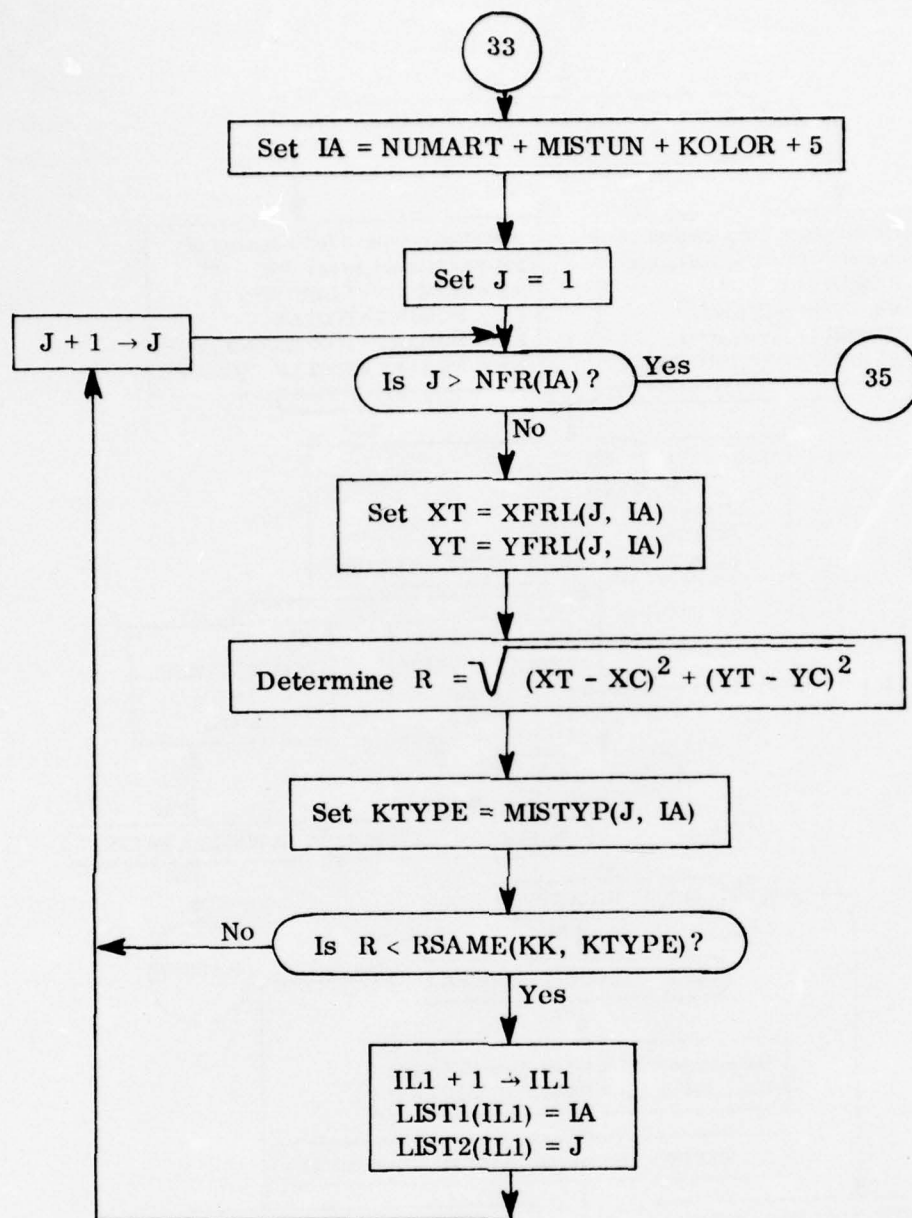 33
Set IA = NUMART + MISTUN + KOLOR + 5
Set J = 1
J + 1 → J
Is J > NFR(IA) ?
Yes
35
No
Set XT = XFRL(J, IA)
YT = YFRL(J, IA)
Determine R = √(XT - XC)² + (YT - YC)²
Set KTYPE = MISTYP(J, IA)
No
Is R < RSAME(KK, KTYPE) ?
Yes
IL1 + 1 → IL1
LIST1(IL1) = IA
LIST2(IL1) = J